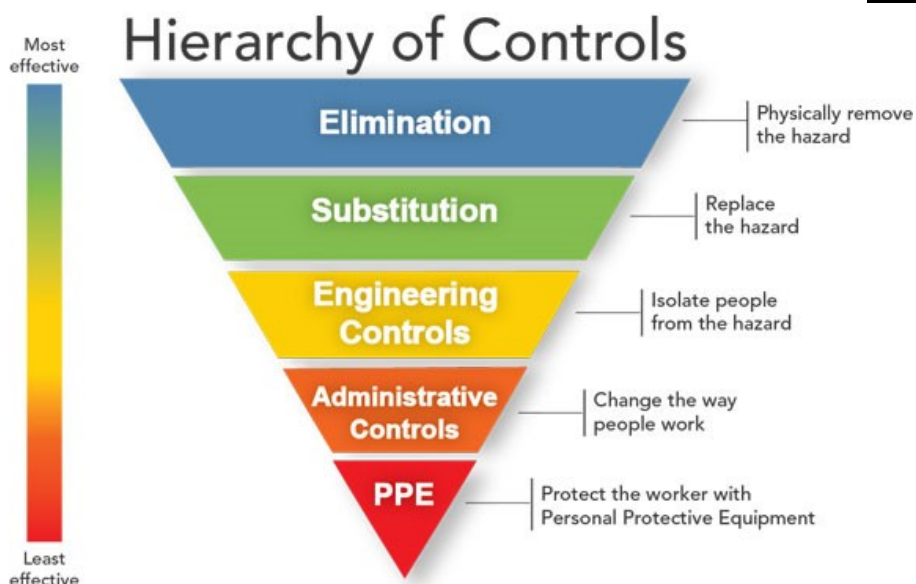 Hierarchy of Controls
Most
effective
Elimination
Physically remove
the hazard
Substitution
Replace
the hazard
Engineering
Controls
Isolate people
from the hazard
Administrative
Controls
Change the way
people work
PPE
Protect the worker with
Personal Protective Equipment
Least
effective